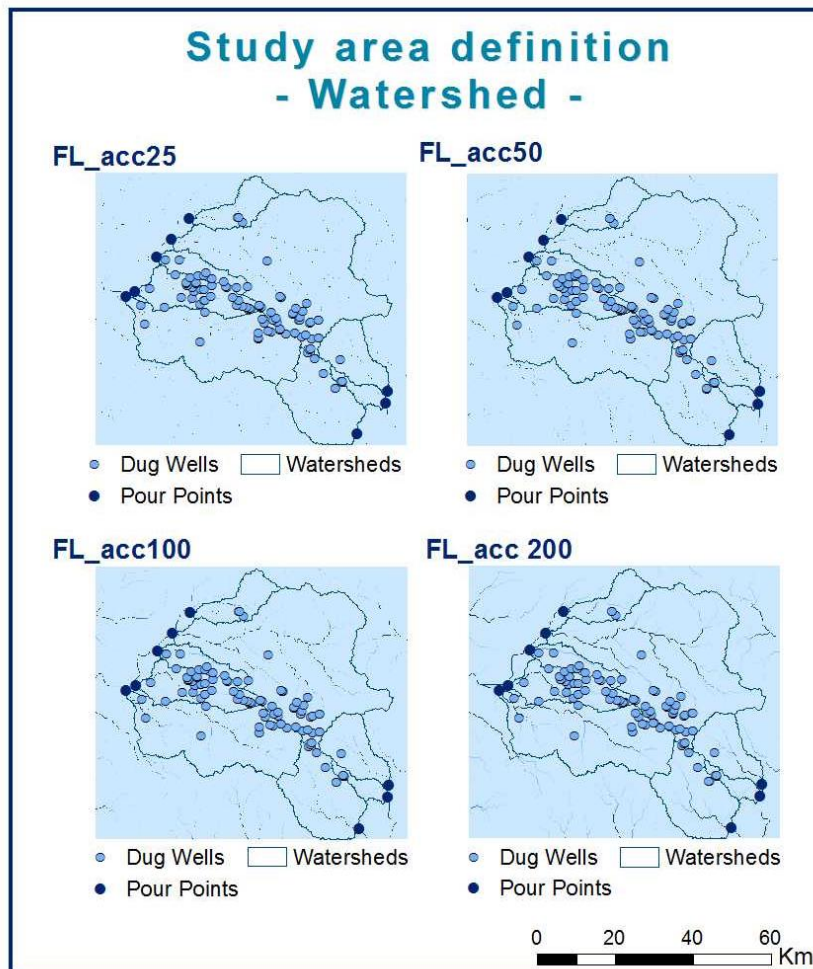 Study area definition
- Watershed -
FL_acc25
FL_acc50
Dug Wells Watersheds
Pour Points
Dug Wells Watersheds
Pour Points
FL_acc100
FL_acc 200
Dug Wells Watersheds
Pour Points
Dug Wells Watersheds
Pour Points
0 20 40 60
Km